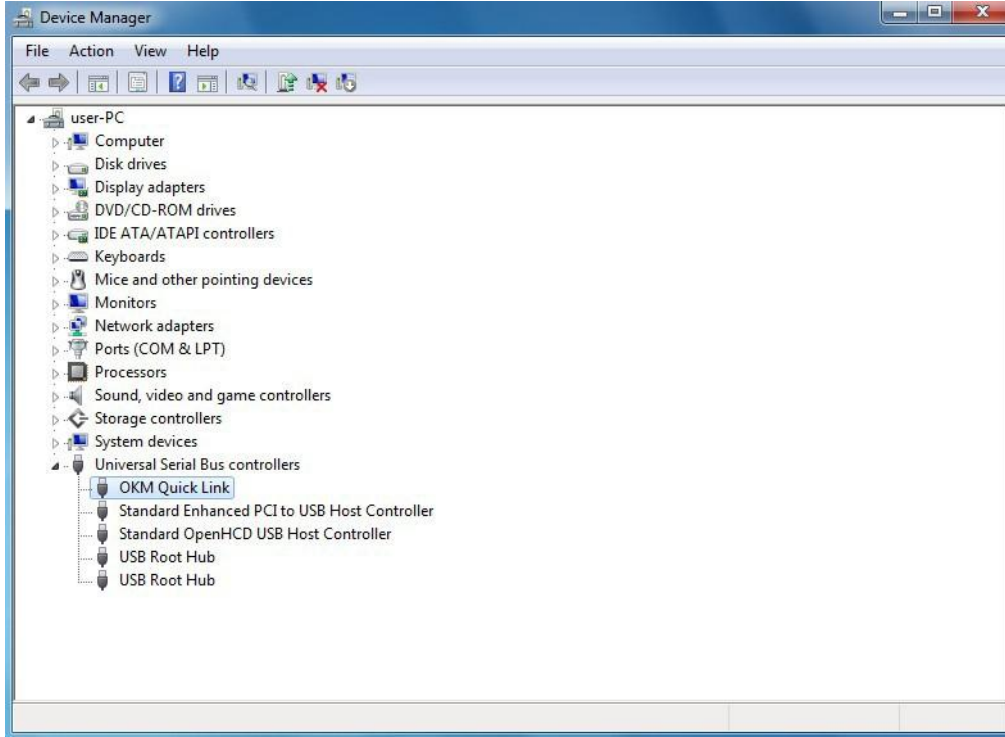 Device Manager
File Action View Help
user-PC
Computer
Disk drives
Display adapters
DVD/CD-ROM drives
IDE ATA/ATAPI controllers
Keyboards
Mice and other pointing devices
Monitors
Network adapters
Ports (COM & LPT)
Processors
Sound, video and game controllers
Storage controllers
System devices
Universal Serial Bus controllers
OKM Quick Link
Standard Enhanced PCI to USB Host Controller
Standard OpenHCD USB Host Controller
USB Root Hub
USB Root Hub